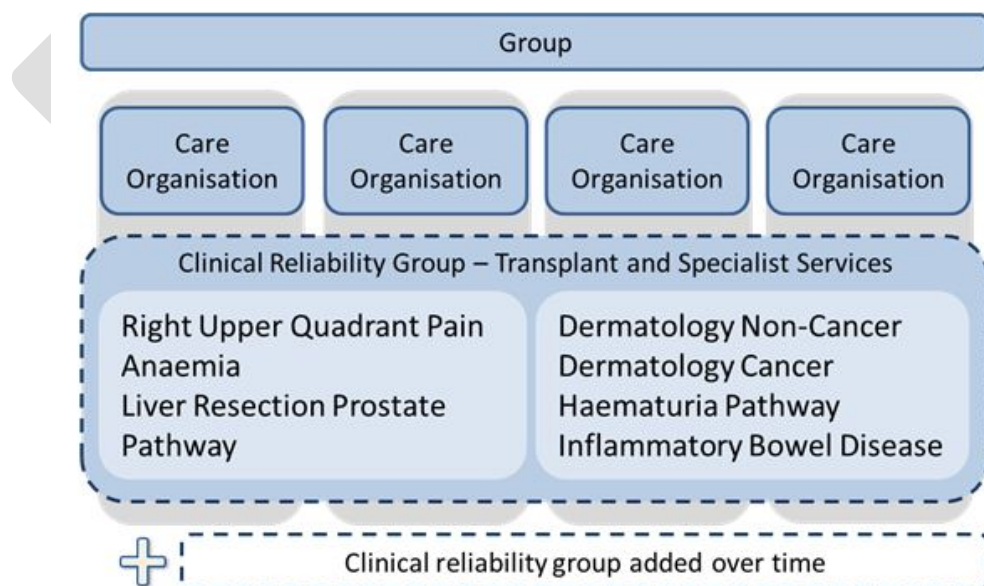 Group
Care
Organisation
Care
Organisation
Care
Organisation
Care
Organisation
Clinical Reliability Group – Transplant and Specialist Services
Right Upper Quadrant Pain
Anaemia
Liver Resection Prostate
Pathway
Dermatology Non-Cancer
Dermatology Cancer
Haematuria Pathway
Inflammatory Bowel Disease
Clinical reliability group added over time